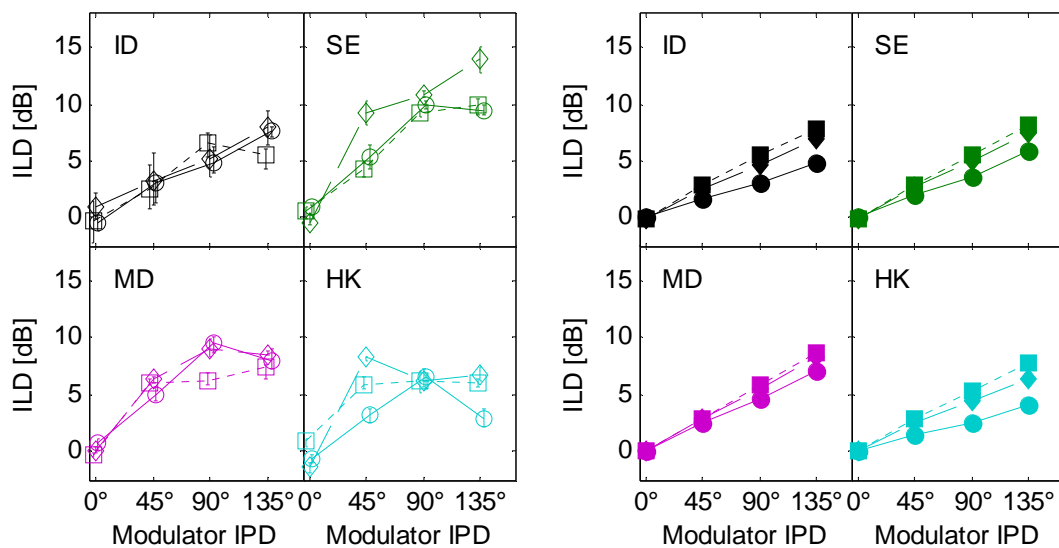 ID SE ID SE
15 15
10 10
5 5
0 0
ILD [dB] ILD [dB]
MD HK MD HK
15 15
10 10
5 5
0 0
ILD [dB] ILD [dB]
0° 45° 90° 135° 0° 45° 90° 135° 0° 45° 90° 135° 0° 45° 90° 135°
Modulator IPD Modulator IPD Modulator IPD Modulator IPD